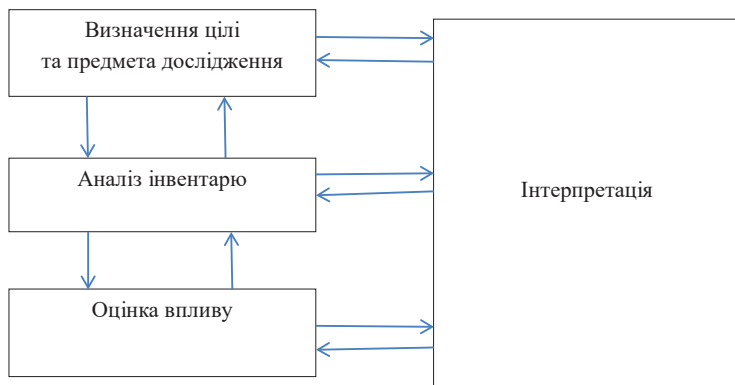 Визначення цілі
та предмета дослідження
Аналіз інвентарю
Інтерпретація
Оцінка впливу